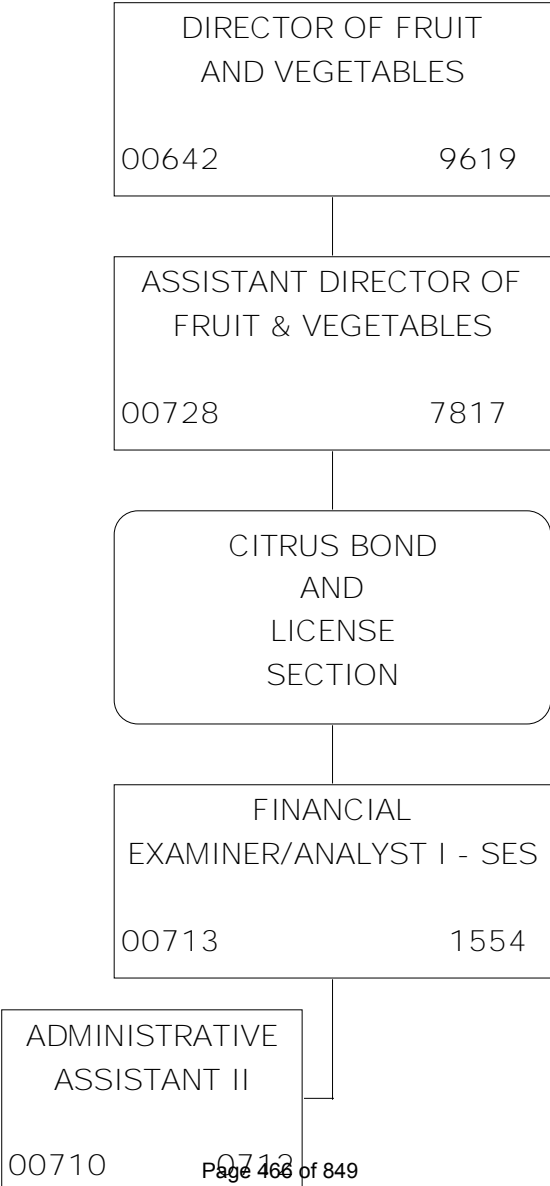 DIRECTOR OF FRUIT
AND VEGETABLES
00642 9619
ASSISTANT DIRECTOR OF
FRUIT & VEGETABLES
00728 7817
CITRUS BOND
AND
LICENSE
SECTION
FINANCIAL
EXAMINER/ANALYST I - SES
00713 1554
ADMINISTRATIVE
ASSISTANT II
00710
Page 466 of 849